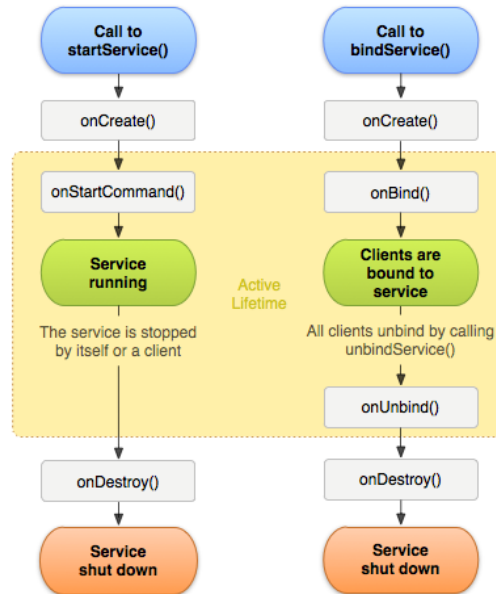 Call to
startService()
onCreate()
onStartCommand()
Service
running
The service is stopped
by itself or a client
onDestroy()
Service
shut down
Active
Lifetime
Call to
bindService()
onCreate()
onBind()
Clients are
bound to
service
All clients unbind by calling
unbindService()
onUnbind()
onDestroy()
Service
shut down